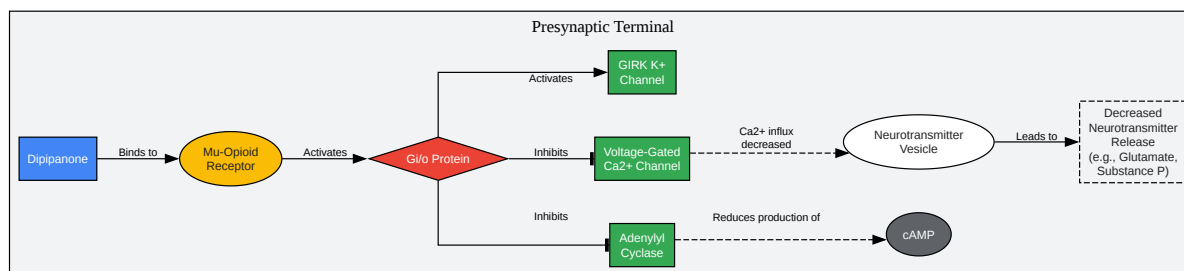 Presynaptic Terminal
GIRK K+
Channel
Activates
Dipipanone
Binds to
Mu-Opioid
Receptor
Activates
Gi/o Protein
Inhibits
Voltage-Gated
Ca2+ Channel
Ca2+ influx
decreased
Neurotransmitter
Vesicle
Leads to
Decreased
Neurotransmitter
Release
(e.g., Glutamate,
Substance P)
Inhibits
Adenylyl
Cyclase
Reduces production of
cAMP